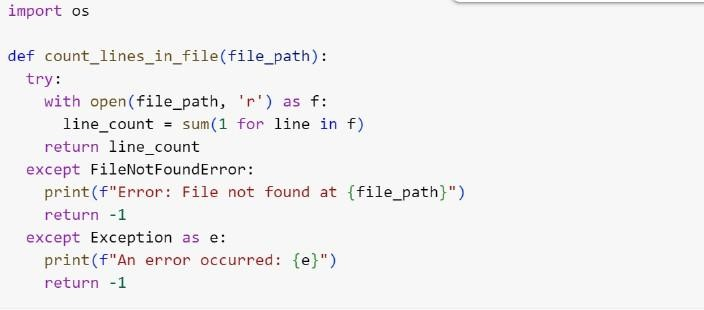 import os
def count_lines_in_file(file_path):
  try:
    with open(file_path, 'r') as f:
      line_count = sum(1 for line in f)
    return line_count
  except FileNotFoundError:
    print(f"Error: File not found at {file_path}")
    return -1
  except Exception as e:
    print(f"An error occurred: {e}")
    return -1